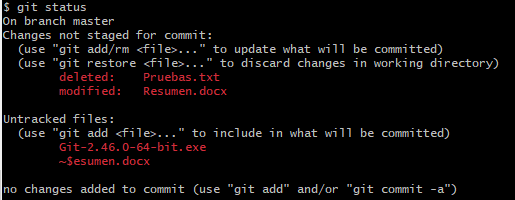 $ git status
On branch master
Changes not staged for commit:
  (use "git add/rm <file>..." to update what will be committed)
  (use "git restore <file>..." to discard changes in working directory)
        deleted:    Pruebas.txt
        modified:   Resumen.docx

Untracked files:
  (use "git add <file>..." to include in what will be committed)
        Git-2.46.0-64-bit.exe
        ~$esumen.docx

no changes added to commit (use "git add" and/or "git commit -a")